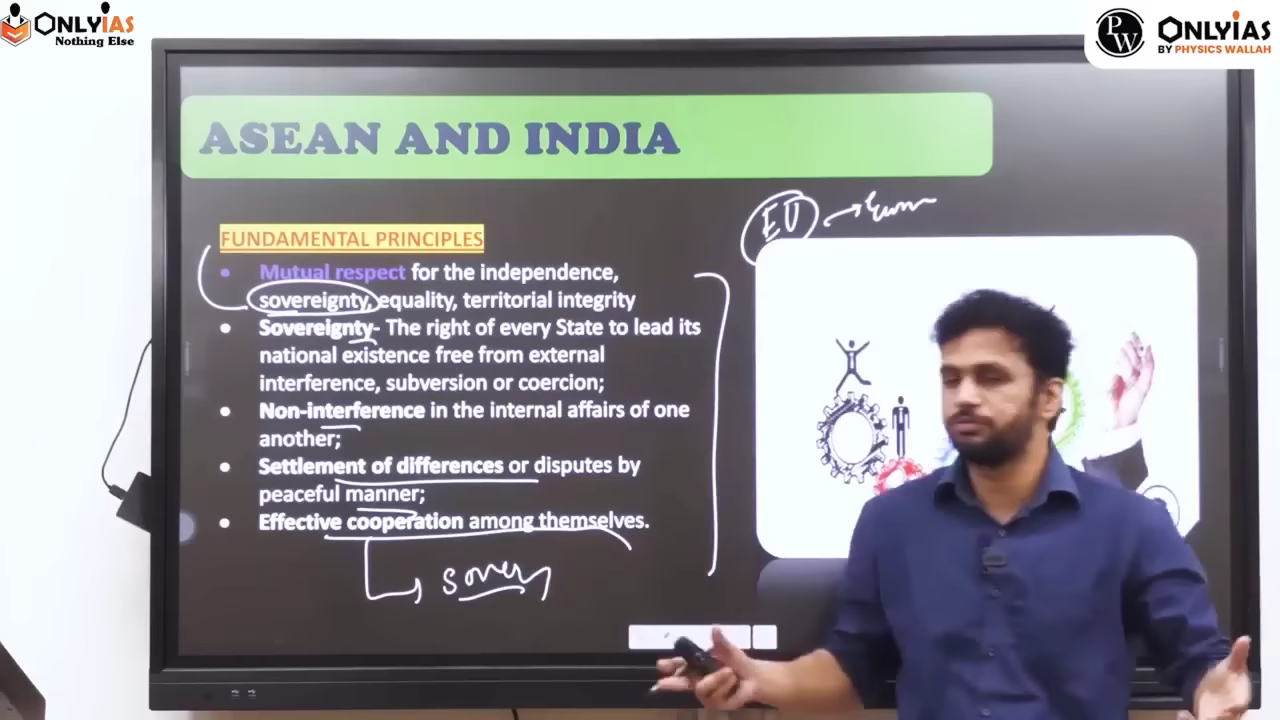 ONLYIAS
Nothing Else
PW
ONLYIAS
BY PHYSICS WALLAH
ASEAN AND INDIA
EU
FUNDAMENTAL PRINCIPLES
• Mutual respect for the independence,
sovereignty, equality, territorial integrity
• Sovereignty- The right of every State to lead its
national existence free from external
interference, subversion or coercion;
• Non-interference in the internal affairs of one
another;
• Settlement of differences or disputes by
peaceful manner;
• Effective cooperation among themselves.